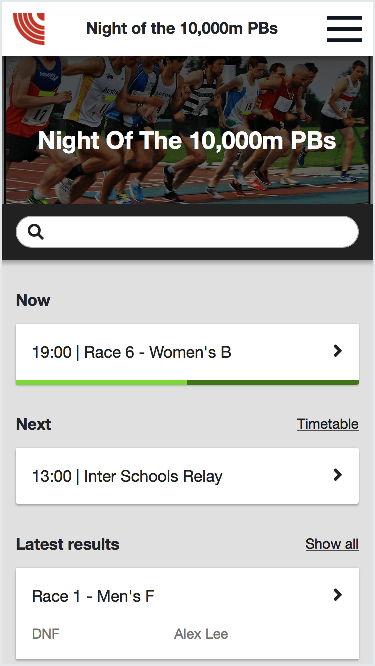 Night of the 10,000m PBs
Night Of The 10,000m PBs
Now
19:00 | Race 6 - Women's B
Next
Timetable
13:00 | Inter Schools Relay
Latest results
Show all
Race 1 - Men's F
DNF
Alex Lee